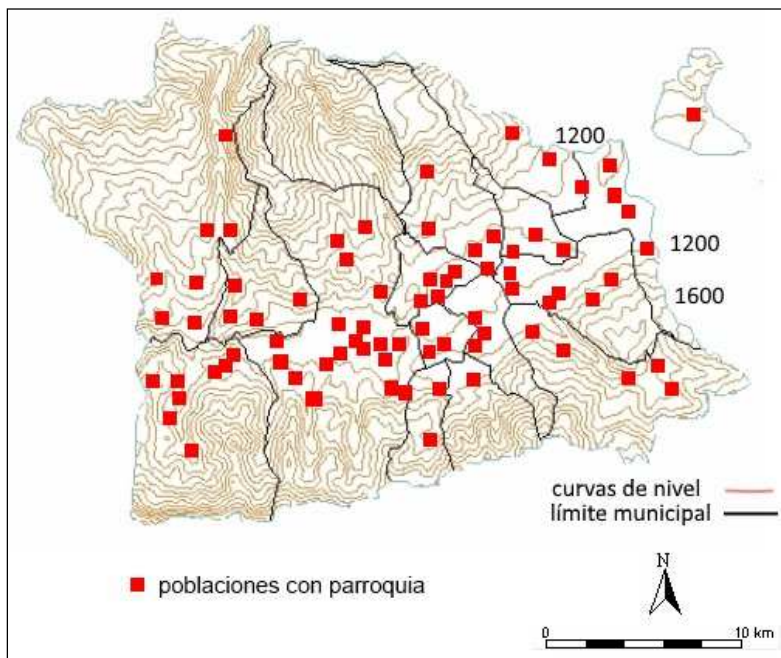 1200
1200
1600
curvas de nivel
límite municipal
poblaciones con parroquia
N
0 10 km